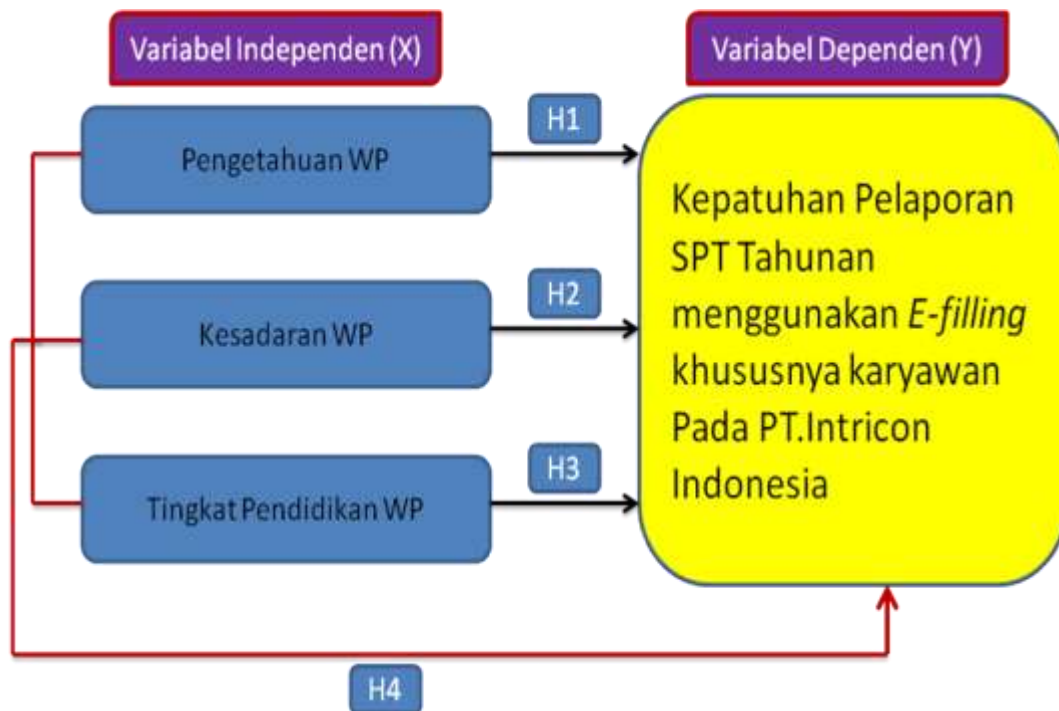 Variabel Independen (X)
Variabel Dependen (Y)
Pengetahuan WP
H1
Kesadaran WP
H2
Tingkat Pendidikan WP
H3
Kepatuhan Pelaporan
SPT Tahunan
menggunakan E-filling
khususnya karyawan
Pada PT.Intricon
Indonesia
H4